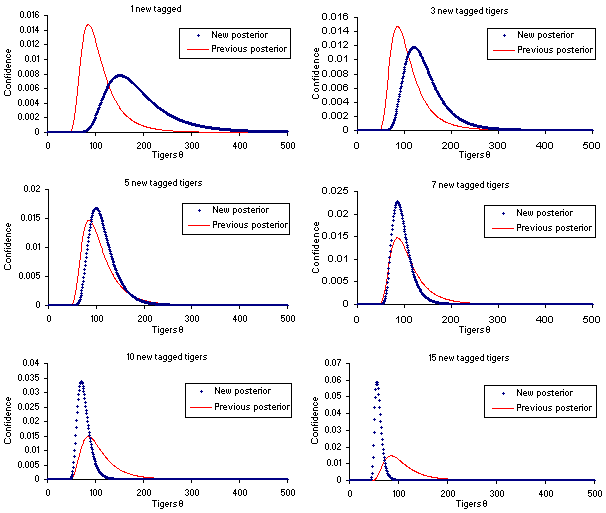 1 new tagged
0.016
0.014
0.012
0.01
0.008
0.006
0.004
0.002
0
Confidence
New posterior
Previous posterior
0 100 200 300 400 500
Tigers θ
3 new tagged tigers
0.016
0.014
0.012
0.01
0.008
0.006
0.004
0.002
0
Confidence
New posterior
Previous posterior
0 100 200 300 400 500
Tigers θ
5 new tagged tigers
0.02
0.015
0.01
0.005
0
Confidence
New posterior
Previous posterior
0 100 200 300 400 500
Tigers θ
7 new tagged tigers
0.025
0.02
0.015
0.01
0.005
0
Confidence
New posterior
Previous posterior
0 100 200 300 400 500
Tigers θ
10 new tagged tigers
0.04
0.035
0.03
0.025
0.02
0.015
0.01
0.005
0
Confidence
New posterior
Previous posterior
0 100 200 300 400 500
Tigers θ
15 new tagged tigers
0.07
0.06
0.05
0.04
0.03
0.02
0.01
0
Confidence
New posterior
Previous posterior
0 100 200 300 400 500
Tigers θ